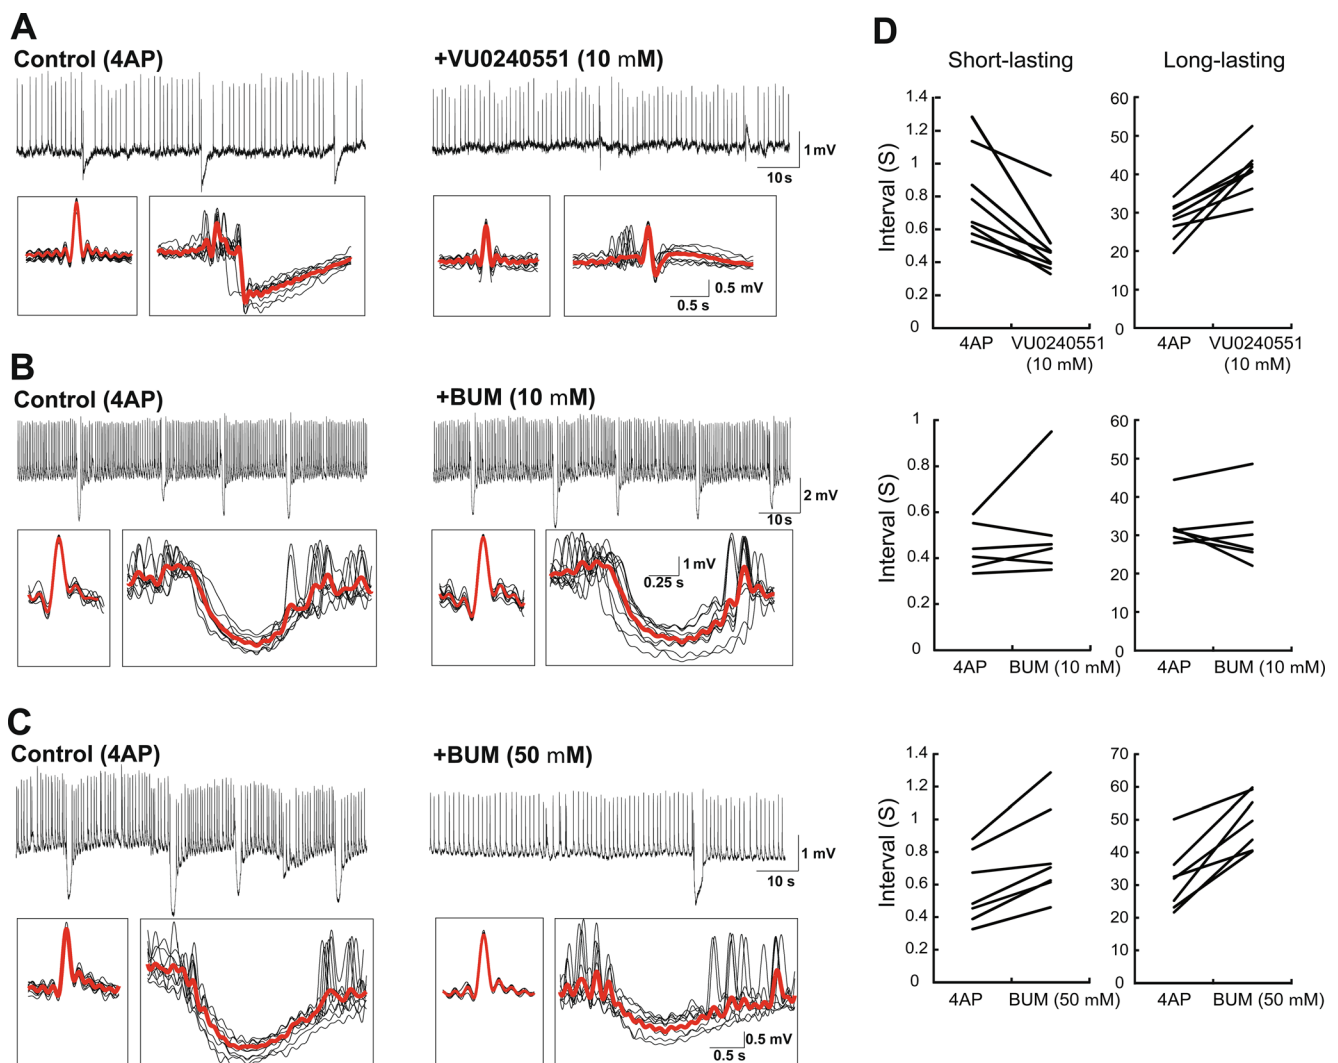 A
Control (4AP)
+VU0240551 (10 mM)
1 mV
10 s
0.5 mV
0.5 s
B
Control (4AP)
+BUM (10 mM)
2 mV
10 s
1 mV
0.25 s
C
Control (4AP)
+BUM (50 mM)
1 mV
10 s
0.5 mV
0.5 s
D
Short-lasting
Long-lasting
Interval (S)
1.4
1.2
1
0.8
0.6
0.4
0.2
0
4AP
VU0240551
(10 mM)
60
50
40
30
20
10
0
4AP
VU0240551
(10 mM)
Interval (S)
1
0.8
0.6
0.4
0.2
0
4AP
BUM (10 mM)
60
50
40
30
20
10
0
4AP
BUM (10 mM)
Interval (S)
1.4
1.2
1
0.8
0.6
0.4
0.2
0
4AP
BUM (50 mM)
70
60
50
40
30
20
10
0
4AP
BUM (50 mM)